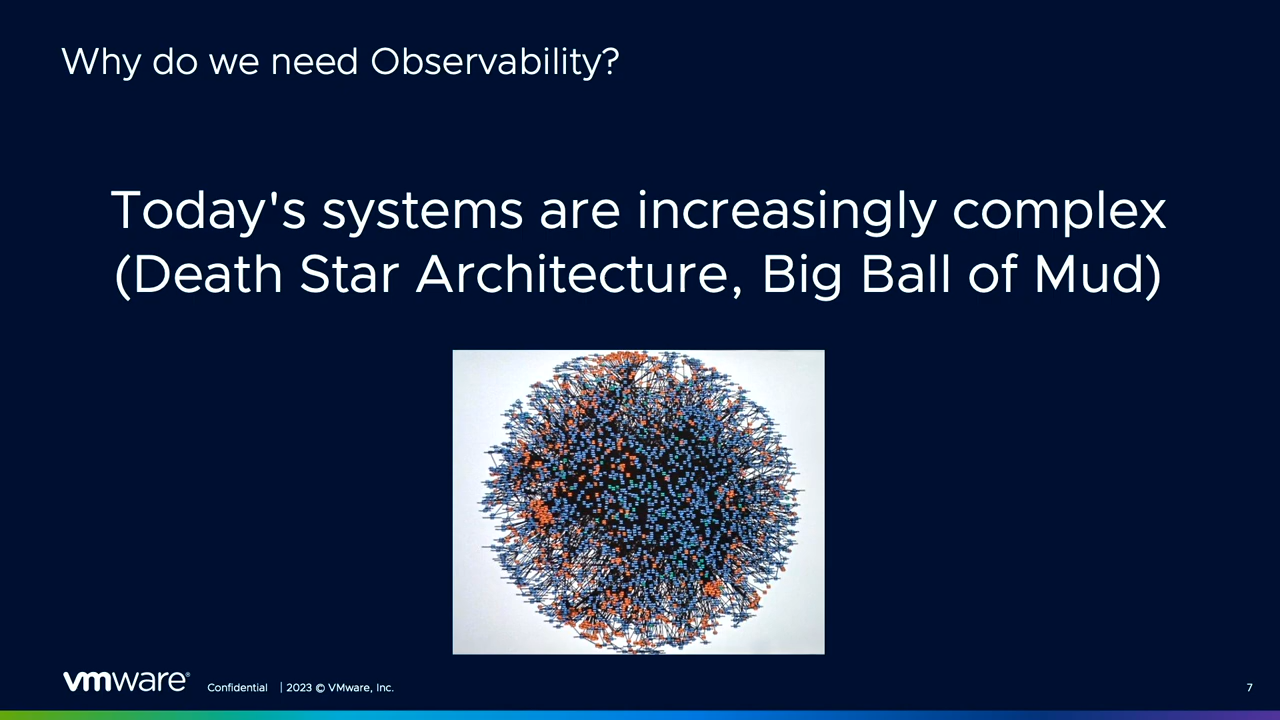 Why do we need Observability?
Today's systems are increasingly complex
(Death Star Architecture, Big Ball of Mud)
vmware®
Confidential | 2023 © VMware, Inc.
7